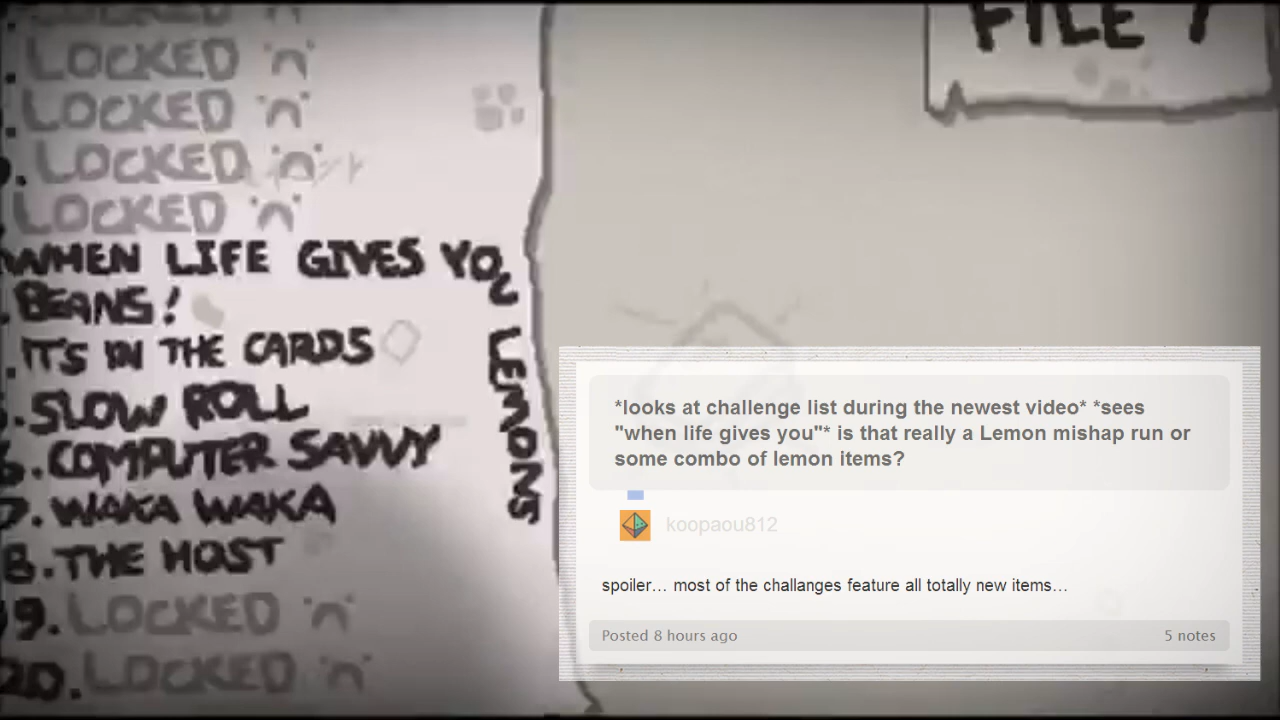 LOCKED
LOCKED
LOCKED
LOCKED
WHEN LIFE GIVES YOU LEMONS
BEANS!
IT'S IN THE CARDS
SLOW ROLL
COMPUTER SAVVY
7. WAKA WAKA
8. THE HOST
19. LOCKED
20. LOCKED
FILE
*looks at challenge list during the newest video* *sees
"when life gives you"* is that really a Lemon mishap run or
some combo of lemon items?
koopaou812
spoiler… most of the challanges feature all totally new items…
Posted 8 hours ago
5 notes